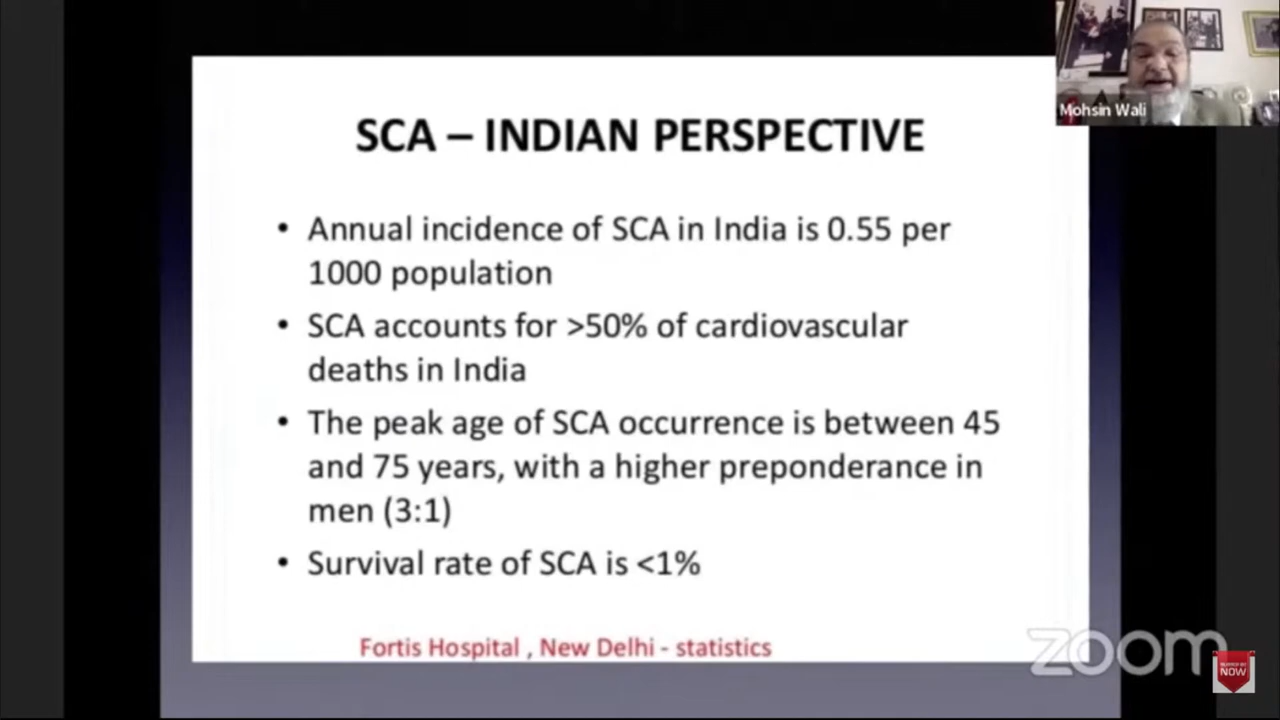 Mohsin Wali
SCA – INDIAN PERSPECTIVE
• Annual incidence of SCA in India is 0.55 per
1000 population
• SCA accounts for >50% of cardiovascular
deaths in India
• The peak age of SCA occurrence is between 45
and 75 years, with a higher preponderance in
men (3:1)
• Survival rate of SCA is <1%
Fortis Hospital , New Delhi - statistics
zoom
NOW